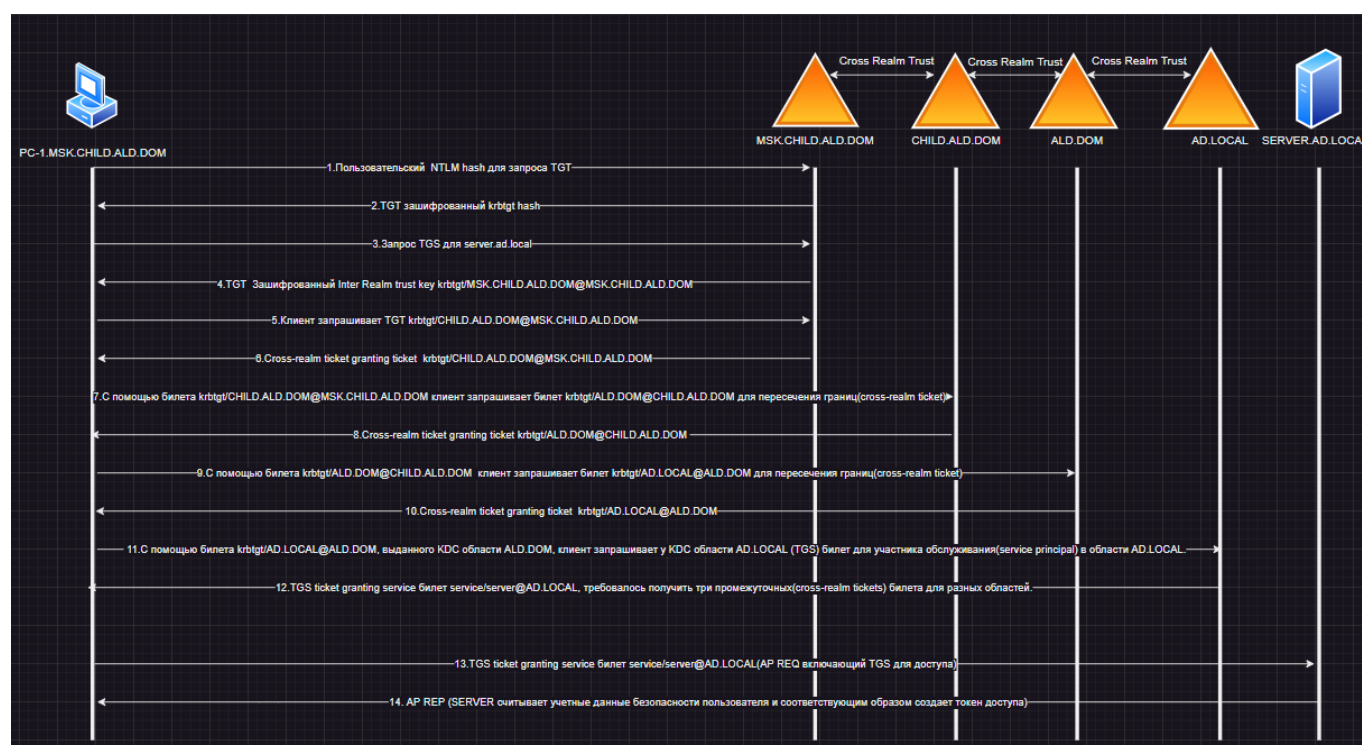 Cross Realm Trust
Cross Realm Trust
Cross Realm Trust
PC-1.MSK.CHILD.ALD.DOM
MSK.CHILD.ALD.DOM
CHILD.ALD.DOM
ALD.DOM
AD.LOCAL
SERVER.AD.LOCA
1.Пользовательский NTLM hash для запроса TGT
2.TGT зашифрованный krbtgt hash
3.Запрос TGS для server.ad.local
4.TGT Зашифрованный Inter Realm trust key krbtgt/MSK.CHILD.ALD.DOM@MSK.CHILD.ALD.DOM
5.Клиент запрашивает TGT krbtgt/CHILD.ALD.DOM@MSK.CHILD.ALD.DOM
6.Cross-realm ticket granting ticket krbtgt/CHILD.ALD.DOM@MSK.CHILD.ALD.DOM
7.С помощью билета krbtgt/CHILD.ALD.DOM@MSK.CHILD.ALD.DOM клиент запрашивает билет krbtgt/ALD.DOM@CHILD.ALD.DOM для пересечения границ(cross-realm ticket)
8.Cross-realm ticket granting ticket krbtgt/ALD.DOM@CHILD.ALD.DOM
9.С помощью билета krbtgt/ALD.DOM@CHILD.ALD.DOM клиент запрашивает билет krbtgt/AD.LOCAL@ALD.DOM для пересечения границ(cross-realm ticket)
10.Cross-realm ticket granting ticket krbtgt/AD.LOCAL@ALD.DOM
11.С помощью билета krbtgt/AD.LOCAL@ALD.DOM, выданного KDC области ALD.DOM, клиент запрашивает у KDC области AD.LOCAL (TGS) билет для участника обслуживания(service principal) в области AD.LOCAL.
12.TGS ticket granting service билет service/server@AD.LOCAL, требовалось получить три промежуточных(cross-realm tickets) билета для разных областей.
13.TGS ticket granting service билет service/server@AD.LOCAL(AP REQ включающий TGS для доступа)
14. AP REP (SERVER считывает учетные данные безопасности пользователя и соответствующим образом создает токен доступа)